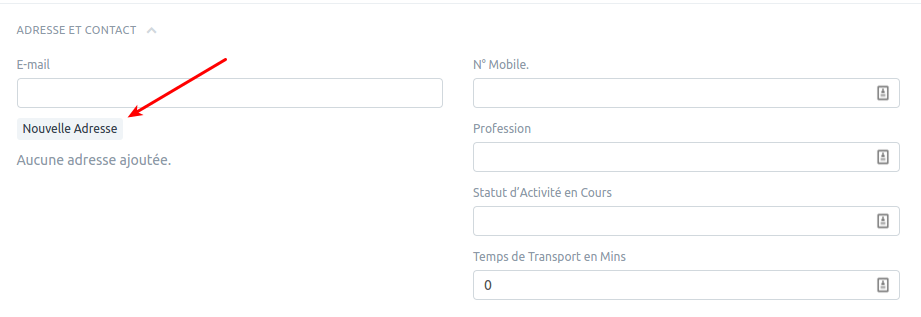 ADRESSE ET CONTACT
E-mail
Nouvelle Adresse
Aucune adresse ajoutée.
N° Mobile.
Profession
Statut d'Activité en Cours
Temps de Transport en Mins
0